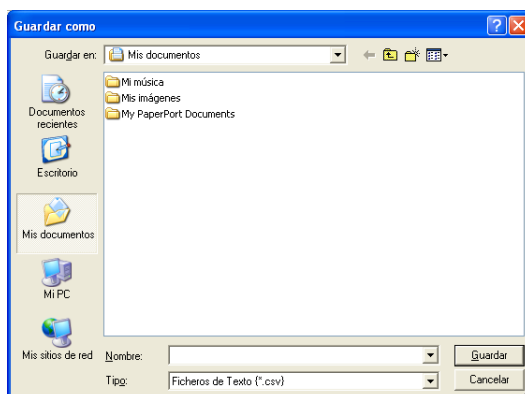 Guardar como
Guardar en: Mis documentos
Mi música
Mis imágenes
My PaperPort Documents
Documentos
recientes
Escritorio
Mis documentos
Mi PC
Mis sitios de red
Nombre: Guardar
Tipo: Ficheros de Texto (*.csv) Cancelar